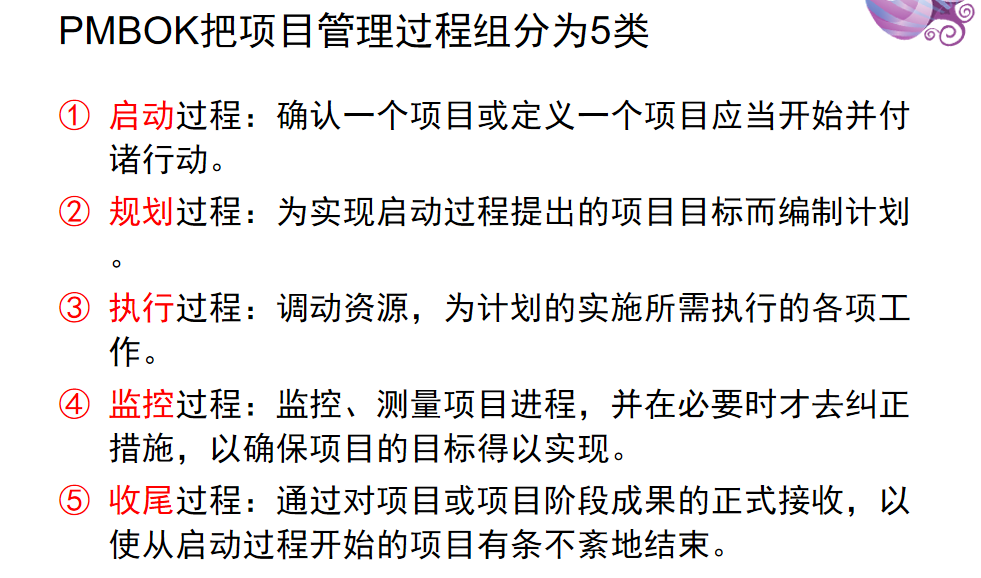 PMBOK把项目管理过程组分为5类
① 启动过程：确认一个项目或定义一个项目应当开始并付
诸行动。
② 规划过程：为实现启动过程提出的项目目标而编制计划
。
③ 执行过程：调动资源，为计划的实施所需执行的各项工
作。
④ 监控过程：监控、测量项目进程，并在必要时才去纠正
措施，以确保项目的目标得以实现。
⑤ 收尾过程：通过对项目或项目阶段成果的正式接收，以
使从启动过程开始的项目有条不紊地结束。